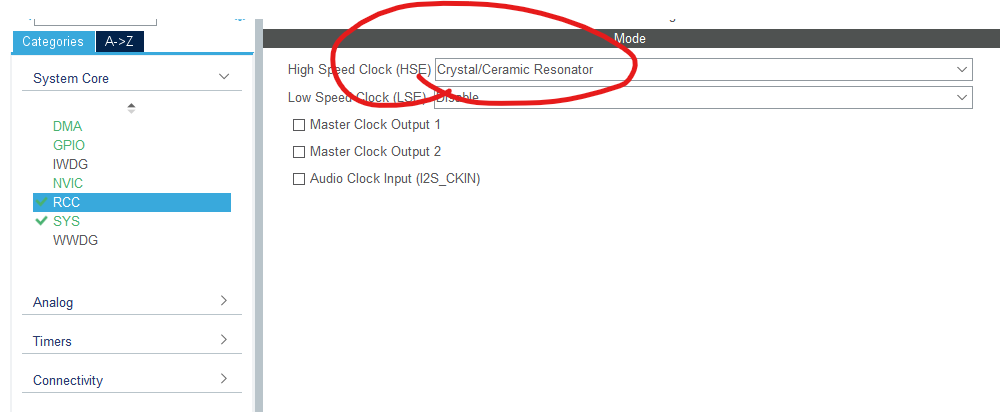 Mode
Categories A->Z
System Core
DMA
GPIO
IWDG
NVIC
RCC
SYS
WWDG
Analog
Timers
Connectivity
High Speed Clock (HSE) Crystal/Ceramic Resonator
Low Speed Clock (LSE) Disable
Master Clock Output 1
Master Clock Output 2
Audio Clock Input (I2S_CKIN)